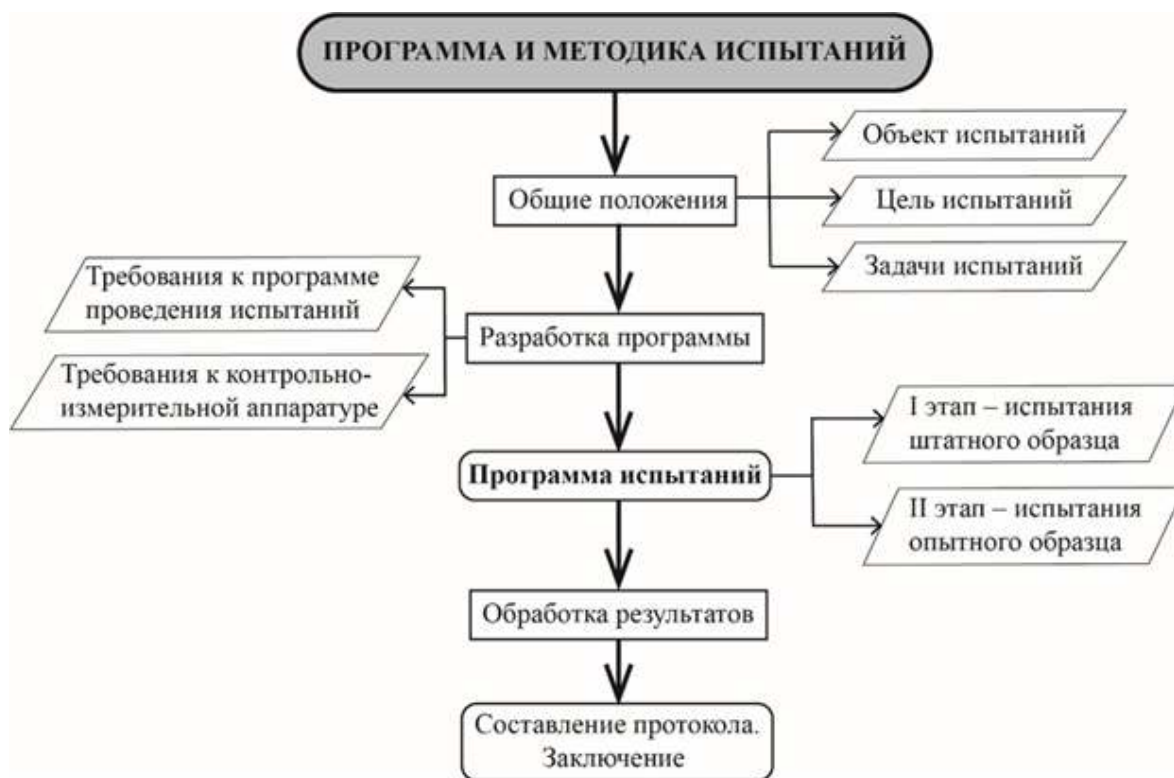 ПРОГРАММА И МЕТОДИКА ИСПЫТАНИЙ
Общие положения
Объект испытаний
Цель испытаний
Задачи испытаний
Требования к программе
проведения испытаний
Разработка программы
Требования к контрольно-
измерительной аппаратуре
I этап – испытания
штатного образца
Программа испытаний
II этап – испытания
опытного образца
Обработка результатов
Составление протокола.
Заключение